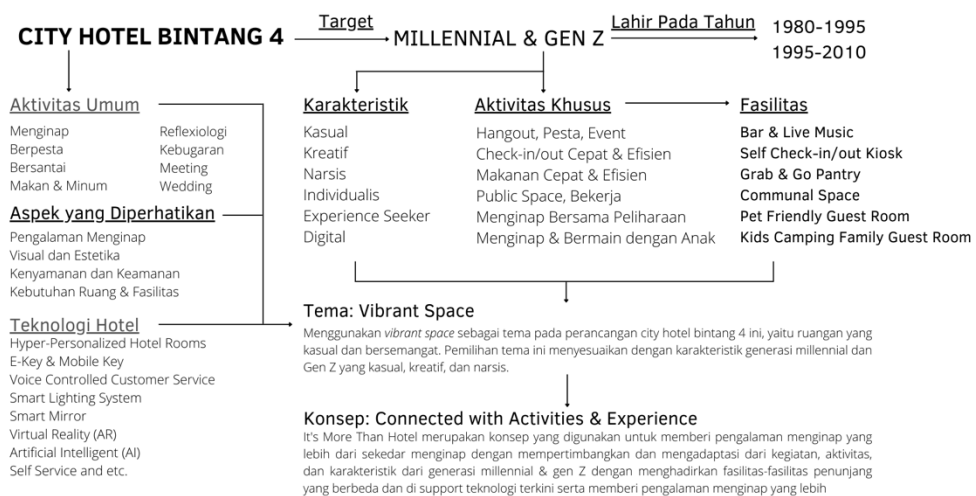 CITY HOTEL BINTANG 4
Target
MILLENNIAL & GEN Z
Lahir Pada Tahun
1980-1995
1995-2010
Aktivitas Umum
Menginap
Berpesta
Bersantai
Makan & Minum
Reflexiologi
Kebugaran
Meeting
Wedding
Aspek yang Diperhatikan
Pengalaman Menginap
Visual dan Estetika
Kenyamanan dan Keamanan
Kebutuhan Ruang & Fasilitas
Teknologi Hotel
Hyper-Personalized Hotel Rooms
E-Key & Mobile Key
Voice Controlled Customer Service
Smart Lighting System
Smart Mirror
Virtual Reality (AR)
Artificial Intelligent (AI)
Self Service and etc.
Karakteristik
Kasual
Kreatif
Narsis
Individualis
Experience Seeker
Digital
Aktivitas Khusus
Hangout, Pesta, Event
Check-in/out Cepat & Efisien
Makanan Cepat & Efisien
Public Space, Bekerja
Menginap Bersama Peliharaan
Menginap & Bermain dengan Anak
Fasilitas
Bar & Live Music
Self Check-in/out Kiosk
Grab & Go Pantry
Communal Space
Pet Friendly Guest Room
Kids Camping Family Guest Room
Tema: Vibrant Space
Menggunakan vibrant space sebagai tema pada perancangan city hotel bintang 4 ini, yaitu ruangan yang
kasual dan bersemangat. Pemilihan tema ini menyesuaikan dengan karakteristik generasi millennial dan
Gen Z yang kasual, kreatif, dan narsis.
Konsep: Connected with Activities & Experience
It's More Than Hotel merupakan konsep yang digunakan untuk memberi pengalaman menginap yang
lebih dari sekedar menginap dengan mempertimbangkan dan mengadaptasi dari kegiatan, aktivitas,
dan karakteristik dari generasi millennial & gen Z dengan menghadirkan fasilitas-fasilitas penunjang
yang berbeda dan di support teknologi terkini serta memberi pengalaman menginap yang lebih